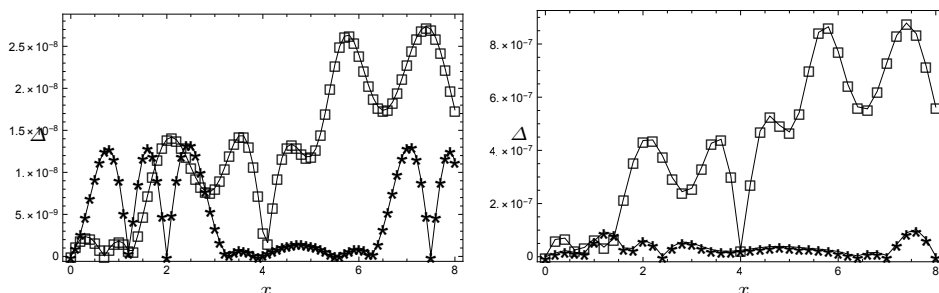 2.5×10⁻⁸
2.×10⁻⁸
1.5×10⁻⁸
Δ
1.×10⁻⁸
5.×10⁻⁹
0
0 2 4 6 8
x
8.×10⁻⁷
6.×10⁻⁷
Δ
4.×10⁻⁷
2.×10⁻⁷
0
0 2 4 6 8
x